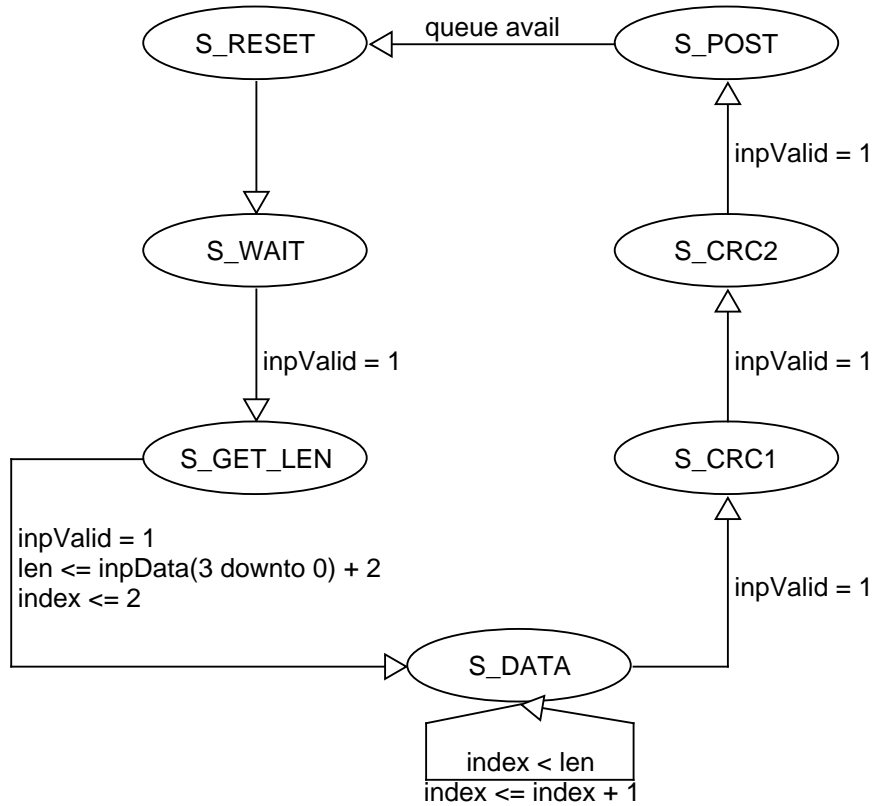 S_RESET
queue avail
S_POST
inpValid = 1
S_WAIT
S_CRC2
inpValid = 1
inpValid = 1
S_GET_LEN
S_CRC1
inpValid = 1
len <= inpData(3 downto 0) + 2
index <= 2
inpValid = 1
S_DATA
index < len
index <= index + 1